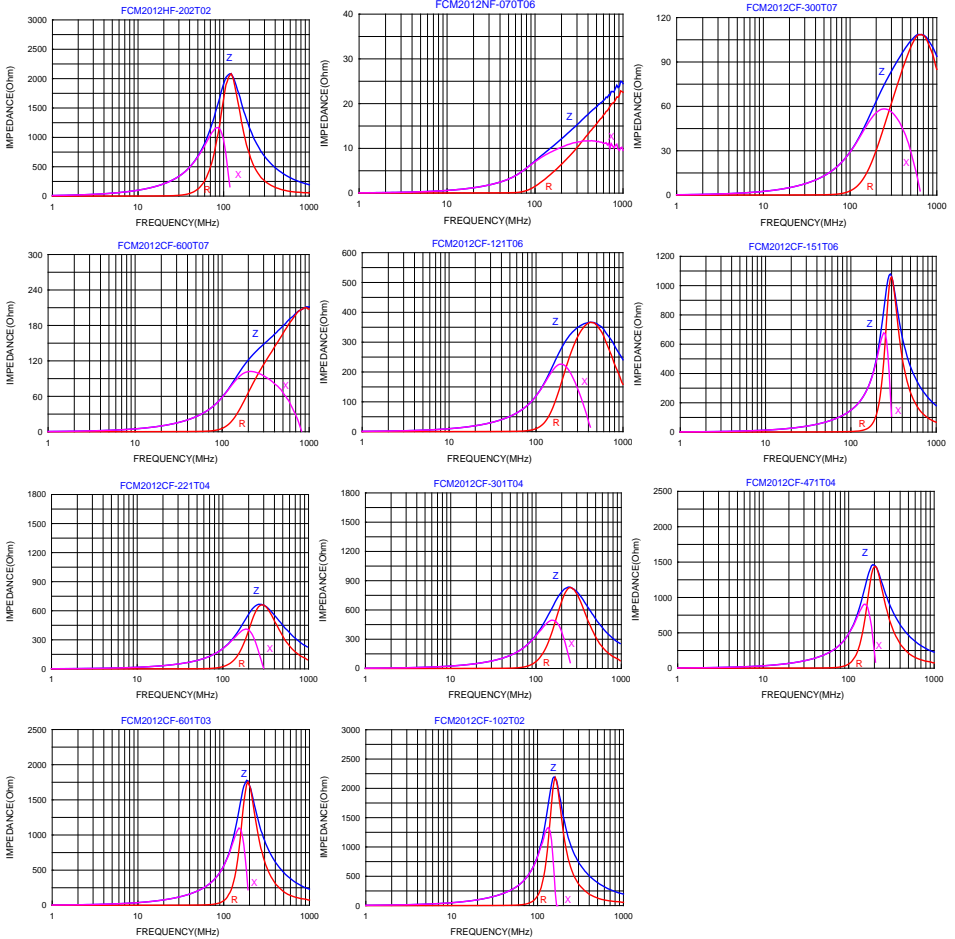 FCM2012HF-202T02
IMPEDANCE(Ohm)
3000
2500
2000
1500
1000
500
0
Z
R
X
1
10
100
1000
FREQUENCY(MHz)
FCM2012NF-070T06
IMPEDANCE(Ohm)
40
30
20
10
0
Z
X
R
1
10
100
1000
FREQUENCY(MHz)
FCM2012CF-300T07
IMPEDANCE(Ohm)
120
90
60
30
0
Z
X
R
1
10
100
1000
FREQUENCY(MHz)
FCM2012CF-600T07
IMPEDANCE(Ohm)
300
240
180
120
60
0
Z
X
R
1
10
100
1000
FREQUENCY(MHz)
FCM2012CF-121T06
IMPEDANCE(Ohm)
600
500
400
300
200
100
0
Z
X
R
1
10
100
1000
FREQUENCY(MHz)
FCM2012CF-151T06
IMPEDANCE(Ohm)
1200
1000
800
600
400
200
0
Z
X
R
1
10
100
1000
FREQUENCY(MHz)
FCM2012CF-221T04
IMPEDANCE(Ohm)
1800
1500
1200
900
600
300
0
Z
X
R
1
10
100
1000
FREQUENCY(MHz)
FCM2012CF-301T04
IMPEDANCE(Ohm)
1800
1500
1200
900
600
300
0
Z
X
R
1
10
100
1000
FREQUENCY(MHz)
FCM2012CF-471T04
IMPEDANCE(Ohm)
2500
2000
1500
1000
500
0
Z
X
R
1
10
100
1000
FREQUENCY(MHz)
FCM2012CF-601T03
IMPEDANCE(Ohm)
2500
2000
1500
1000
500
0
Z
X
R
1
10
100
1000
FREQUENCY(MHz)
FCM2012CF-102T02
IMPEDANCE(Ohm)
3000
2500
2000
1500
1000
500
0
Z
R
X
1
10
100
1000
FREQUENCY(MHz)